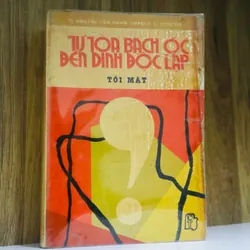 TỪ TÒA BẠCH ỐC
ĐẾN DINH ĐỘC LẬP
TỐI MẬT